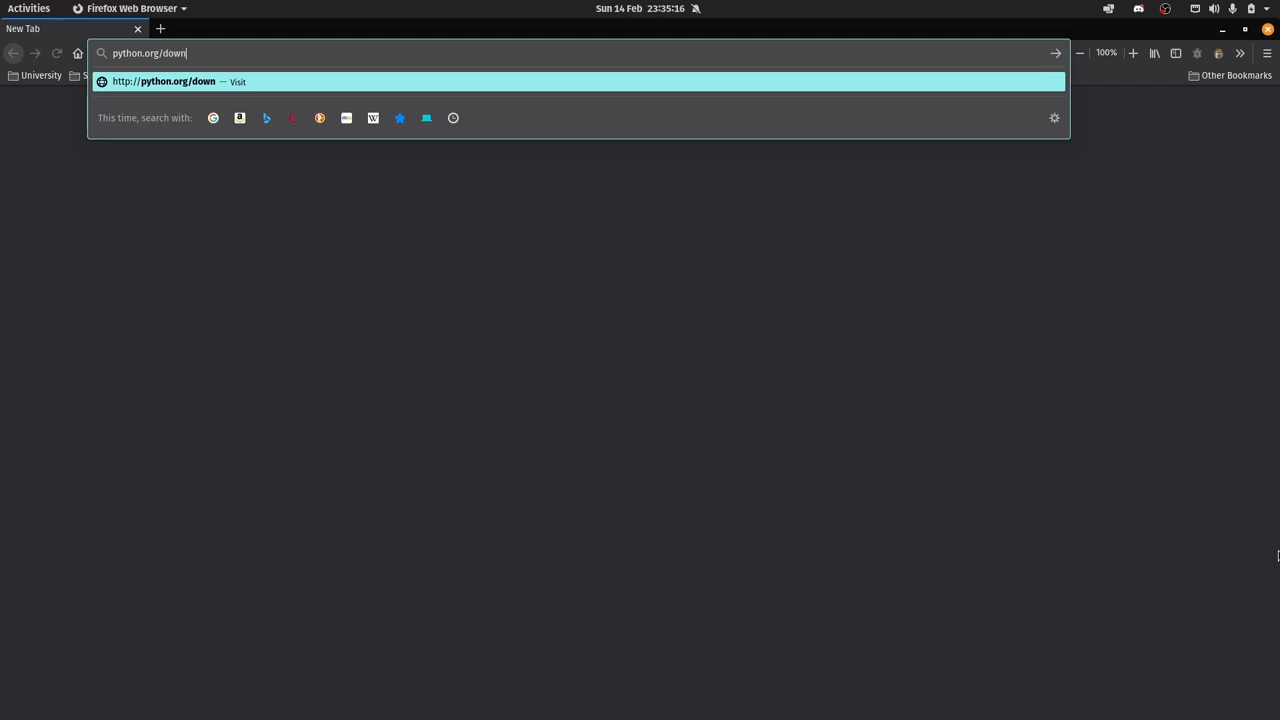 Activities Firefox Web Browser Sun 14 Feb 23:35:16
New Tab
python.org/down 100%
http://python.org/down — Visit
University Other Bookmarks
This time, search with: